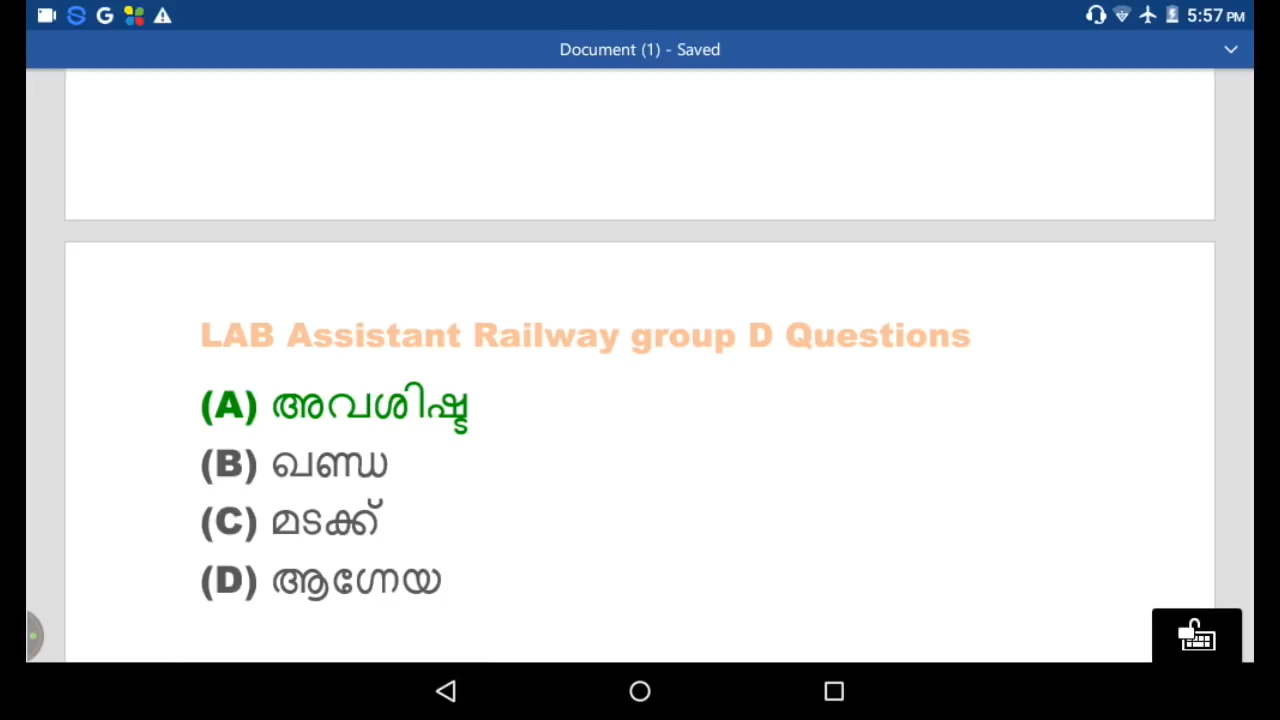 5:57 PM
Document (1) - Saved
LAB Assistant Railway group D Questions
(A) അവശിഷ്ട
(B) ഖണ്ഡ
(C) മടക്ക്
(D) ആഗ്നേയ